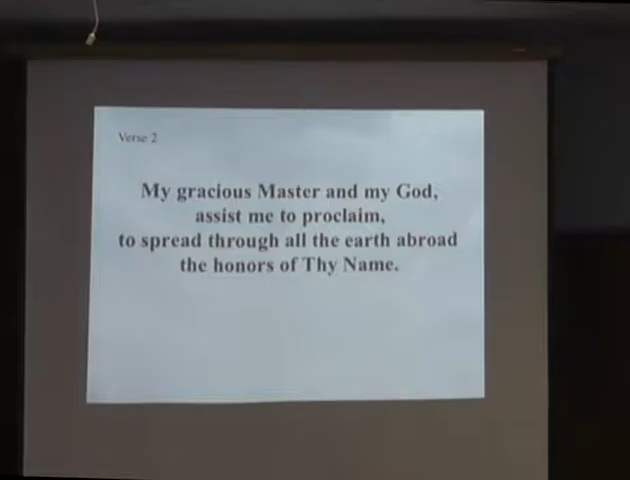 Verse 2
My gracious Master and my God,
assist me to proclaim,
to spread through all the earth abroad
the honors of Thy Name.